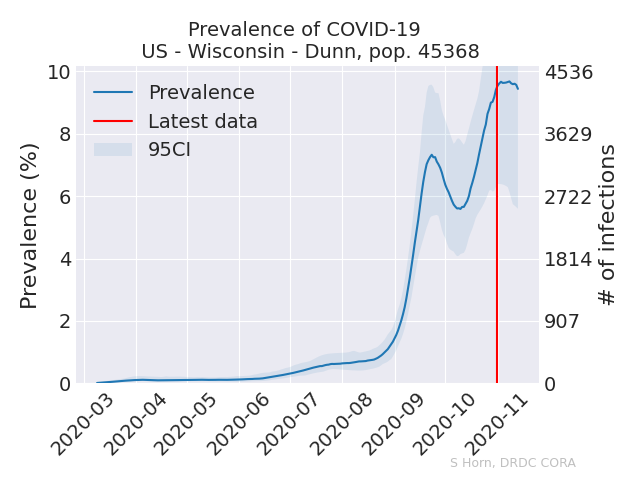 Prevalence of COVID-19
US - Wisconsin - Dunn, pop. 45368
Prevalence
Latest data
95CI
Prevalence (%)
10
8
6
4
2
0
4536
3629
2722
1814
907
0
# of infections
2020-03
2020-04
2020-05
2020-06
2020-07
2020-08
2020-09
2020-10
2020-11
S Horn, DRDC CORA